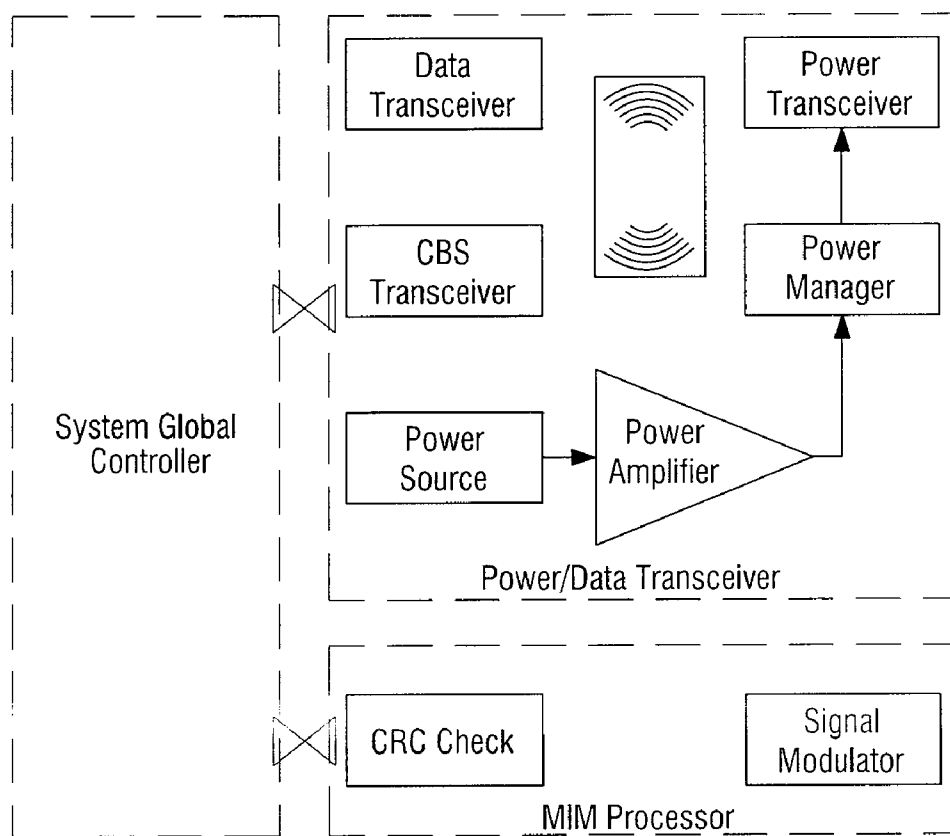 System Global
Controller
Data
Transceiver
Power
Transceiver
CBS
Transceiver
Power
Manager
Power
Source
Power
Amplifier
Power/Data Transceiver
CRC Check
Signal
Modulator
MIM Processor